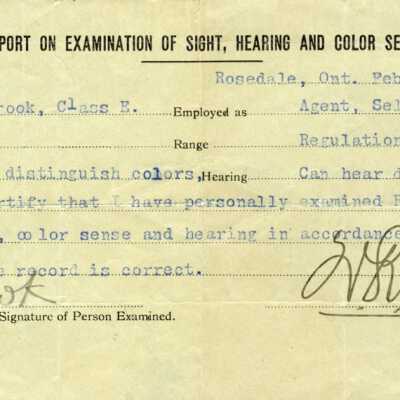 PORT ON EXAMINATION OF SIGHT, HEARING AND COLOR SE
Rosedale, Ont. Feb
rook, Class E. Employed as Agent, Sel
Range Regulation
distinguish colors, Hearing Can hear d
rtify that I have personally examined
, color sense and hearing in accordance
record is correct.
Signature of Person Examined.